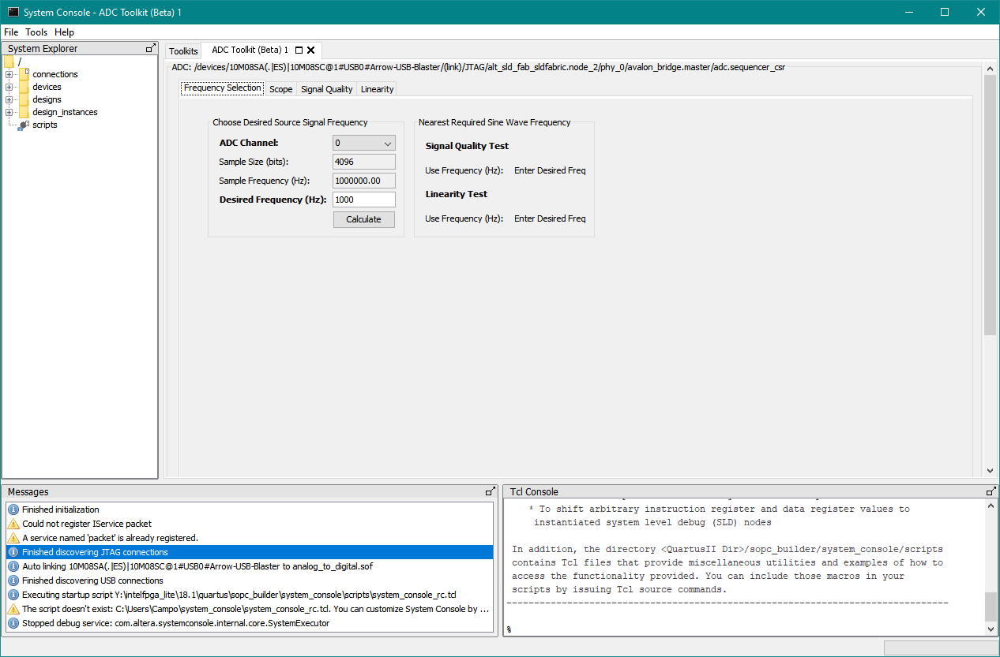 System Console - ADC Toolkit (Beta) 1
File Tools Help
System Explorer
/
connections
devices
designs
design_instances
scripts
Toolkits
ADC Toolkit (Beta) 1
ADC: /devices/10M08SA(.|ES)|10M08SC@1#USB0#Arrow-USB-Blaster/(link)/JTAG/alt_sld_fab_sldfabric.node_2/phy_0/avalon_bridge.master/adc.sequencer_csr
Frequency Selection Scope Signal Quality Linearity
Choose Desired Source Signal Frequency
ADC Channel: 0
Sample Size (bits): 4096
Sample Frequency (Hz): 1000000.00
Desired Frequency (Hz): 1000
Calculate
Nearest Required Sine Wave Frequency
Signal Quality Test
Use Frequency (Hz): Enter Desired Freq
Linearity Test
Use Frequency (Hz): Enter Desired Freq
Messages
Finished initialization
Could not register IService packet
A service named 'packet' is already registered.
Finished discovering JTAG connections
Auto linking 10M08SA(.|ES)|10M08SC@1#USB0#Arrow-USB-Blaster to analog_to_digital.sof
Finished discovering USB connections
Executing startup script Y:\intelfpga_lite\18.1\quartus\sopc_builder\system_console\scripts\system_console_rc.tcl
The script doesn't exist: C:\Users\Campo\system_console\system_console_rc.tcl. You can customize System Console by ...
Stopped debug service: com.altera.systemconsole.internal.core.SystemExecutor
Tcl Console
* To shift arbitrary instruction register and data register values to
instantiated system level debug (SLD) nodes
In addition, the directory <QuartusII Dir>/sopc_builder/system_console/scripts
contains Tcl files that provide miscellaneous utilities and examples of how to
access the functionality provided. You can include those macros in your
scripts by issuing Tcl source commands.
--------------------------------------------------------------------------------
%